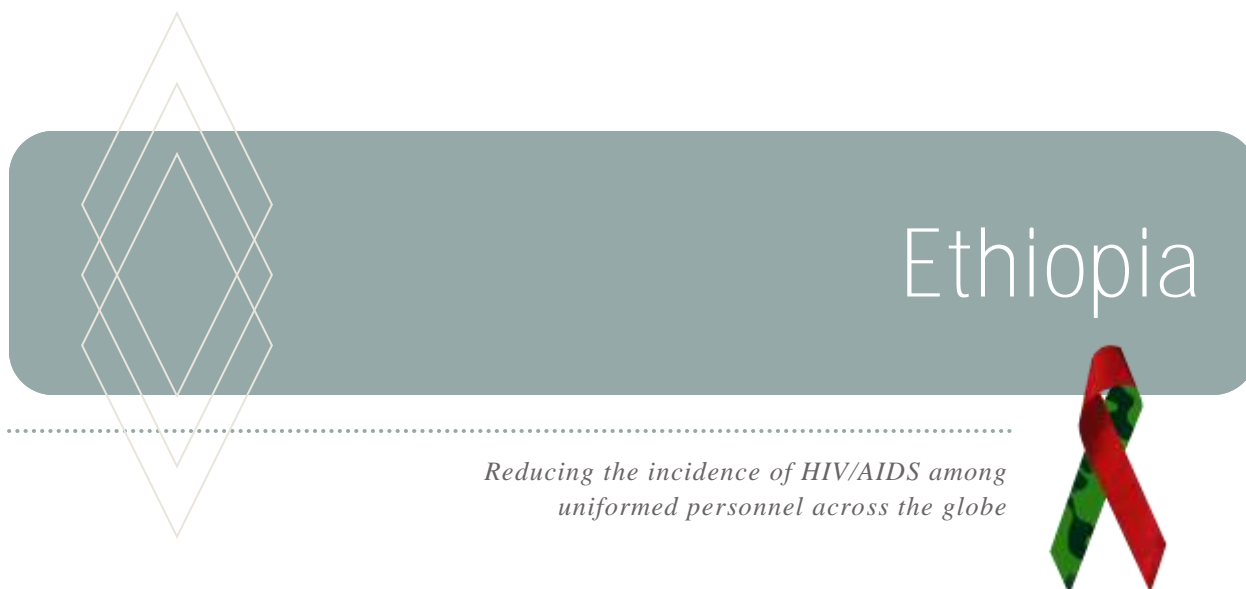 Ethiopia
Reducing the incidence of HIV/AIDS among
uniformed personnel across the globe